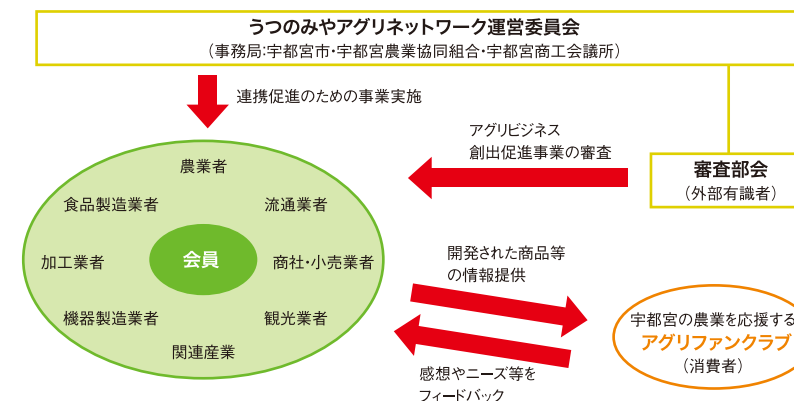 うつのみやアグリネットワーク運営委員会
（事務局：宇都宮市・宇都宮農業協同組合・宇都宮商工会議所）
連携促進のための事業実施
アグリビジネス
創出促進事業の審査
審査部会
（外部有識者）
農業者
食品製造業者
流通業者
加工業者
会員
商社・小売業者
機器製造業者
観光業者
関連産業
開発された商品等
の情報提供
宇都宮の農業を応援する
アグリファンクラブ
（消費者）
感想やニーズ等を
フィードバック